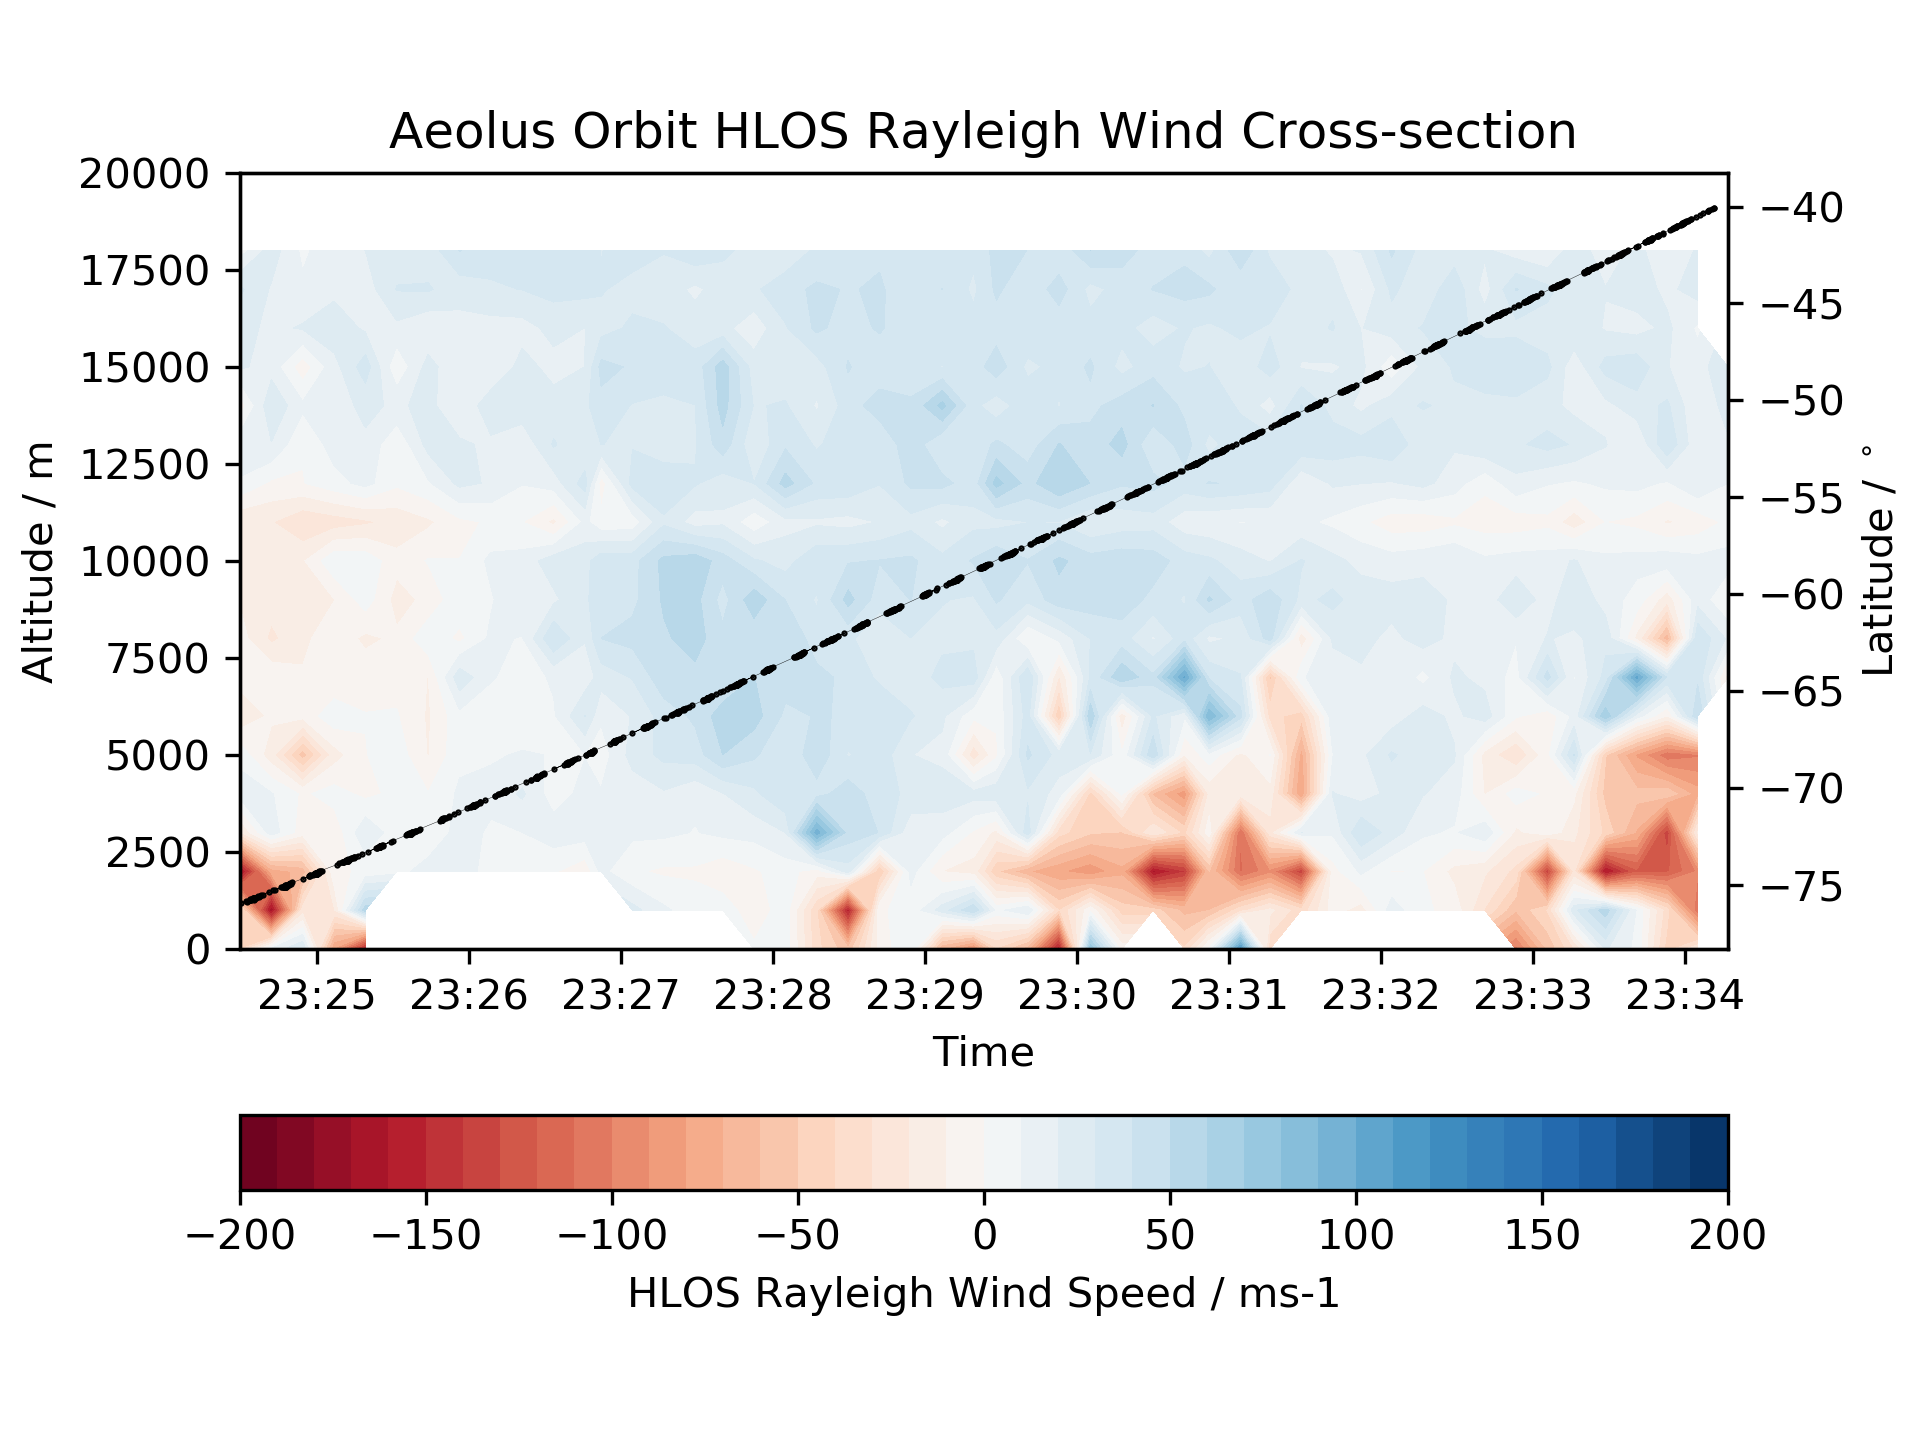 Aeolus Orbit HLOS Rayleigh Wind Cross-section
20000
17500
15000
12500
10000
7500
5000
2500
0
Altitude / m
−40
−45
−50
−55
−60
−65
−70
−75
Latitude / °
23:25 23:26 23:27 23:28 23:29 23:30 23:31 23:32 23:33 23:34
Time
−200 −150 −100 −50 0 50 100 150 200
HLOS Rayleigh Wind Speed / ms-1